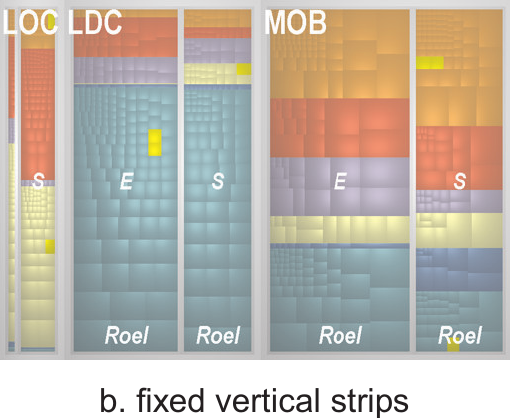 LOC LDC MOB
S E S E S
Roel Roel Roel Roel
b. fixed vertical strips